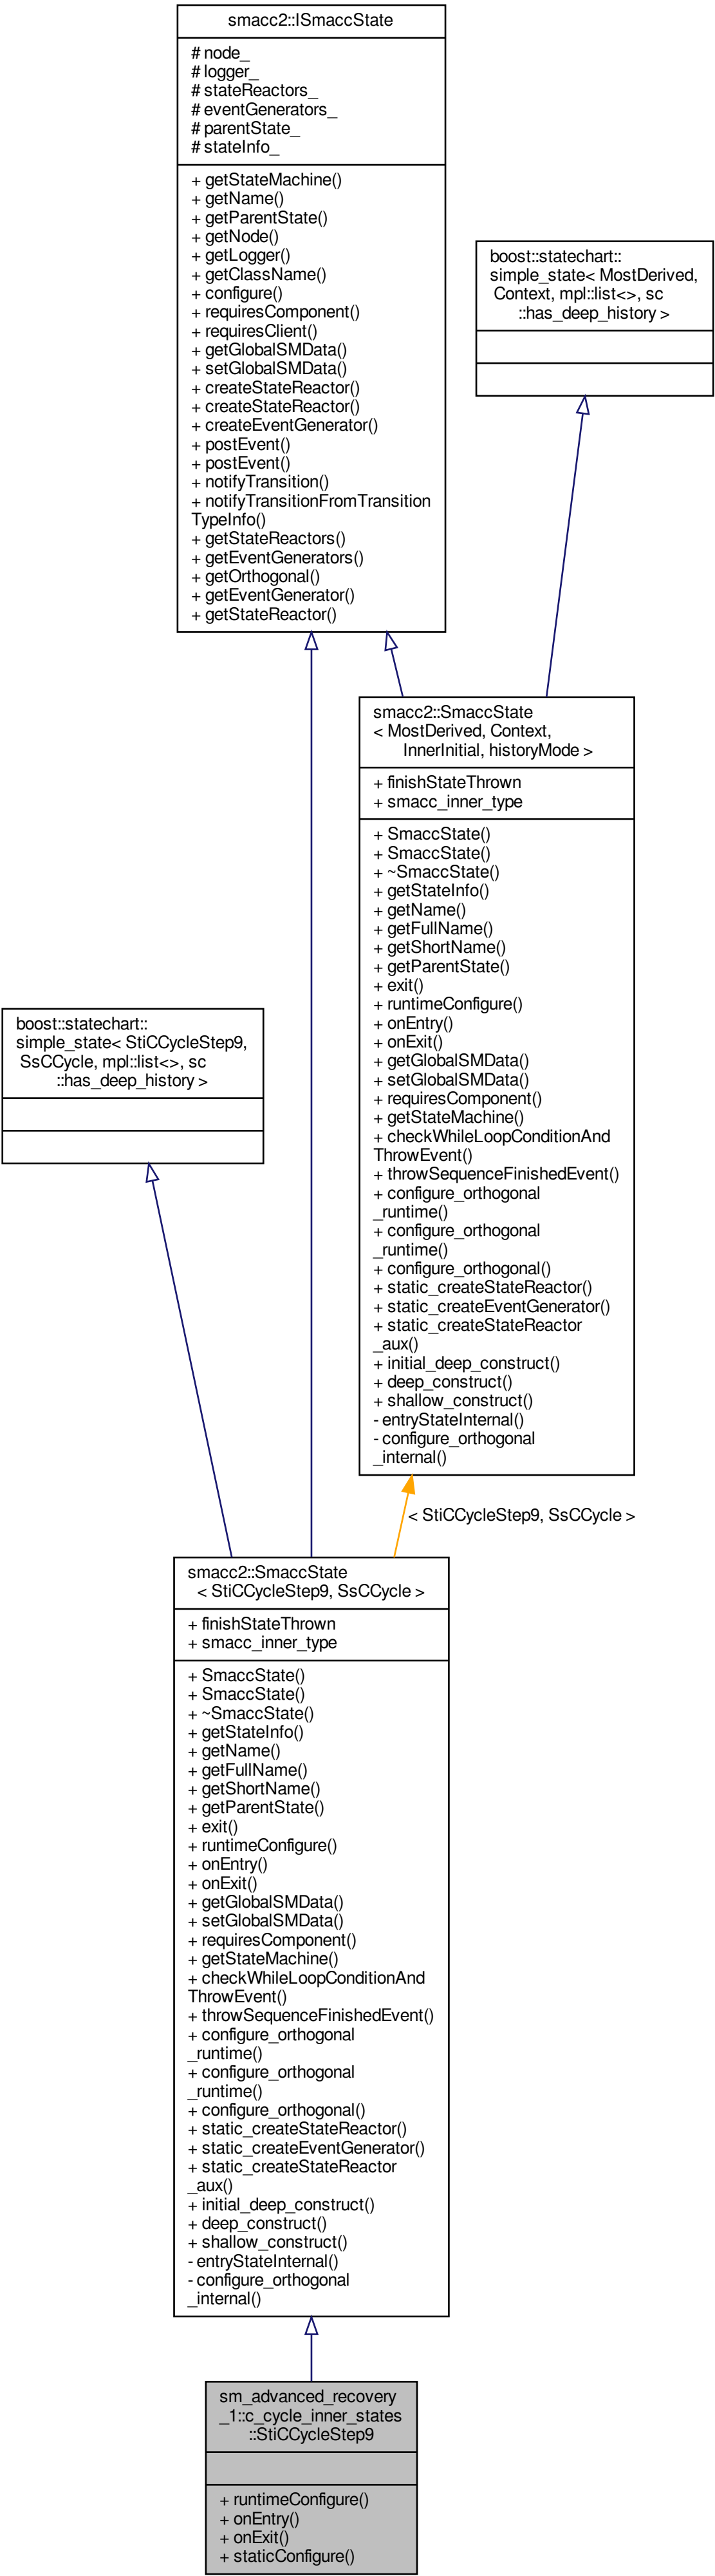 smacc2::ISmaccState
# node_
# logger_
# stateReactors_
# eventGenerators_
# parentState_
# stateInfo_
+ getStateMachine()
+ getName()
+ getParentState()
+ getNode()
+ getLogger()
+ getClassName()
+ configure()
+ requiresComponent()
+ requiresClient()
+ getGlobalSMData()
+ setGlobalSMData()
+ createStateReactor()
+ createStateReactor()
+ createEventGenerator()
+ postEvent()
+ postEvent()
+ notifyTransition()
+ notifyTransitionFromTransition
TypeInfo()
+ getStateReactors()
+ getEventGenerators()
+ getOrthogonal()
+ getEventGenerator()
+ getStateReactor()
boost::statechart::
simple_state< MostDerived,
Context, mpl::list<>, sc
::has_deep_history >
smacc2::SmaccState
< MostDerived, Context,
InnerInitial, historyMode >
+ finishStateThrown
+ smacc_inner_type
+ SmaccState()
+ SmaccState()
+ ~SmaccState()
+ getStateInfo()
+ getName()
+ getFullName()
+ getShortName()
+ getParentState()
+ exit()
+ runtimeConfigure()
+ onEntry()
+ onExit()
+ getGlobalSMData()
+ setGlobalSMData()
+ requiresComponent()
+ getStateMachine()
+ checkWhileLoopConditionAnd
ThrowEvent()
+ throwSequenceFinishedEvent()
+ configure_orthogonal
_runtime()
+ configure_orthogonal
_runtime()
+ configure_orthogonal()
+ static_createStateReactor()
+ static_createEventGenerator()
+ static_createStateReactor
_aux()
+ initial_deep_construct()
+ deep_construct()
+ shallow_construct()
- entryStateInternal()
- configure_orthogonal
_internal()
boost::statechart::
simple_state< StiCCycleStep9,
SsCCycle, mpl::list<>, sc
::has_deep_history >
< StiCCycleStep9, SsCCycle >
smacc2::SmaccState
< StiCCycleStep9, SsCCycle >
+ finishStateThrown
+ smacc_inner_type
+ SmaccState()
+ SmaccState()
+ ~SmaccState()
+ getStateInfo()
+ getName()
+ getFullName()
+ getShortName()
+ getParentState()
+ exit()
+ runtimeConfigure()
+ onEntry()
+ onExit()
+ getGlobalSMData()
+ setGlobalSMData()
+ requiresComponent()
+ getStateMachine()
+ checkWhileLoopConditionAnd
ThrowEvent()
+ throwSequenceFinishedEvent()
+ configure_orthogonal
_runtime()
+ configure_orthogonal
_runtime()
+ configure_orthogonal()
+ static_createStateReactor()
+ static_createEventGenerator()
+ static_createStateReactor
_aux()
+ initial_deep_construct()
+ deep_construct()
+ shallow_construct()
- entryStateInternal()
- configure_orthogonal
_internal()
sm_advanced_recovery
_1::c_cycle_inner_states
::StiCCycleStep9
+ runtimeConfigure()
+ onEntry()
+ onExit()
+ staticConfigure()